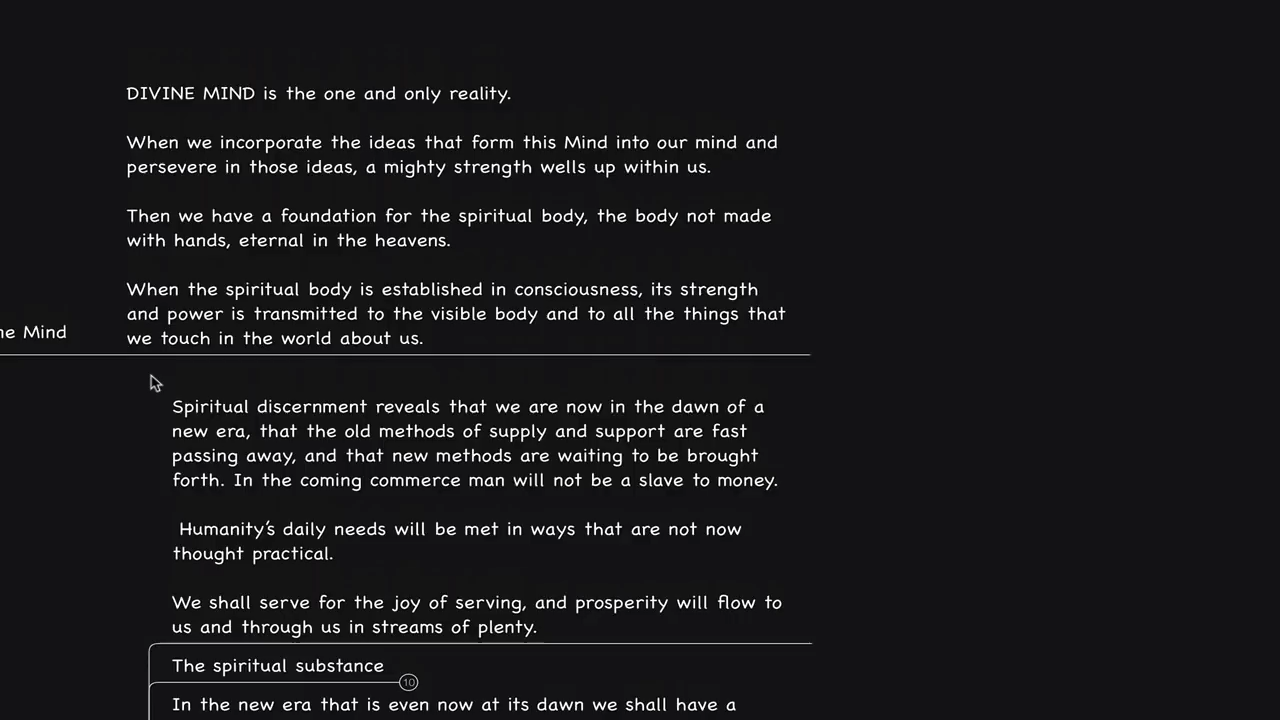 DIVINE MIND is the one and only reality.
When we incorporate the ideas that form this Mind into our mind and
persevere in those ideas, a mighty strength wells up within us.
Then we have a foundation for the spiritual body, the body not made
with hands, eternal in the heavens.
When the spiritual body is established in consciousness, its strength
and power is transmitted to the visible body and to all the things that
we touch in the world about us.
ne Mind
Spiritual discernment reveals that we are now in the dawn of a
new era, that the old methods of supply and support are fast
passing away, and that new methods are waiting to be brought
forth. In the coming commerce man will not be a slave to money.
Humanity's daily needs will be met in ways that are not now
thought practical.
We shall serve for the joy of serving, and prosperity will flow to
us and through us in streams of plenty.
The spiritual substance
10
In the new era that is even now at its dawn we shall have a